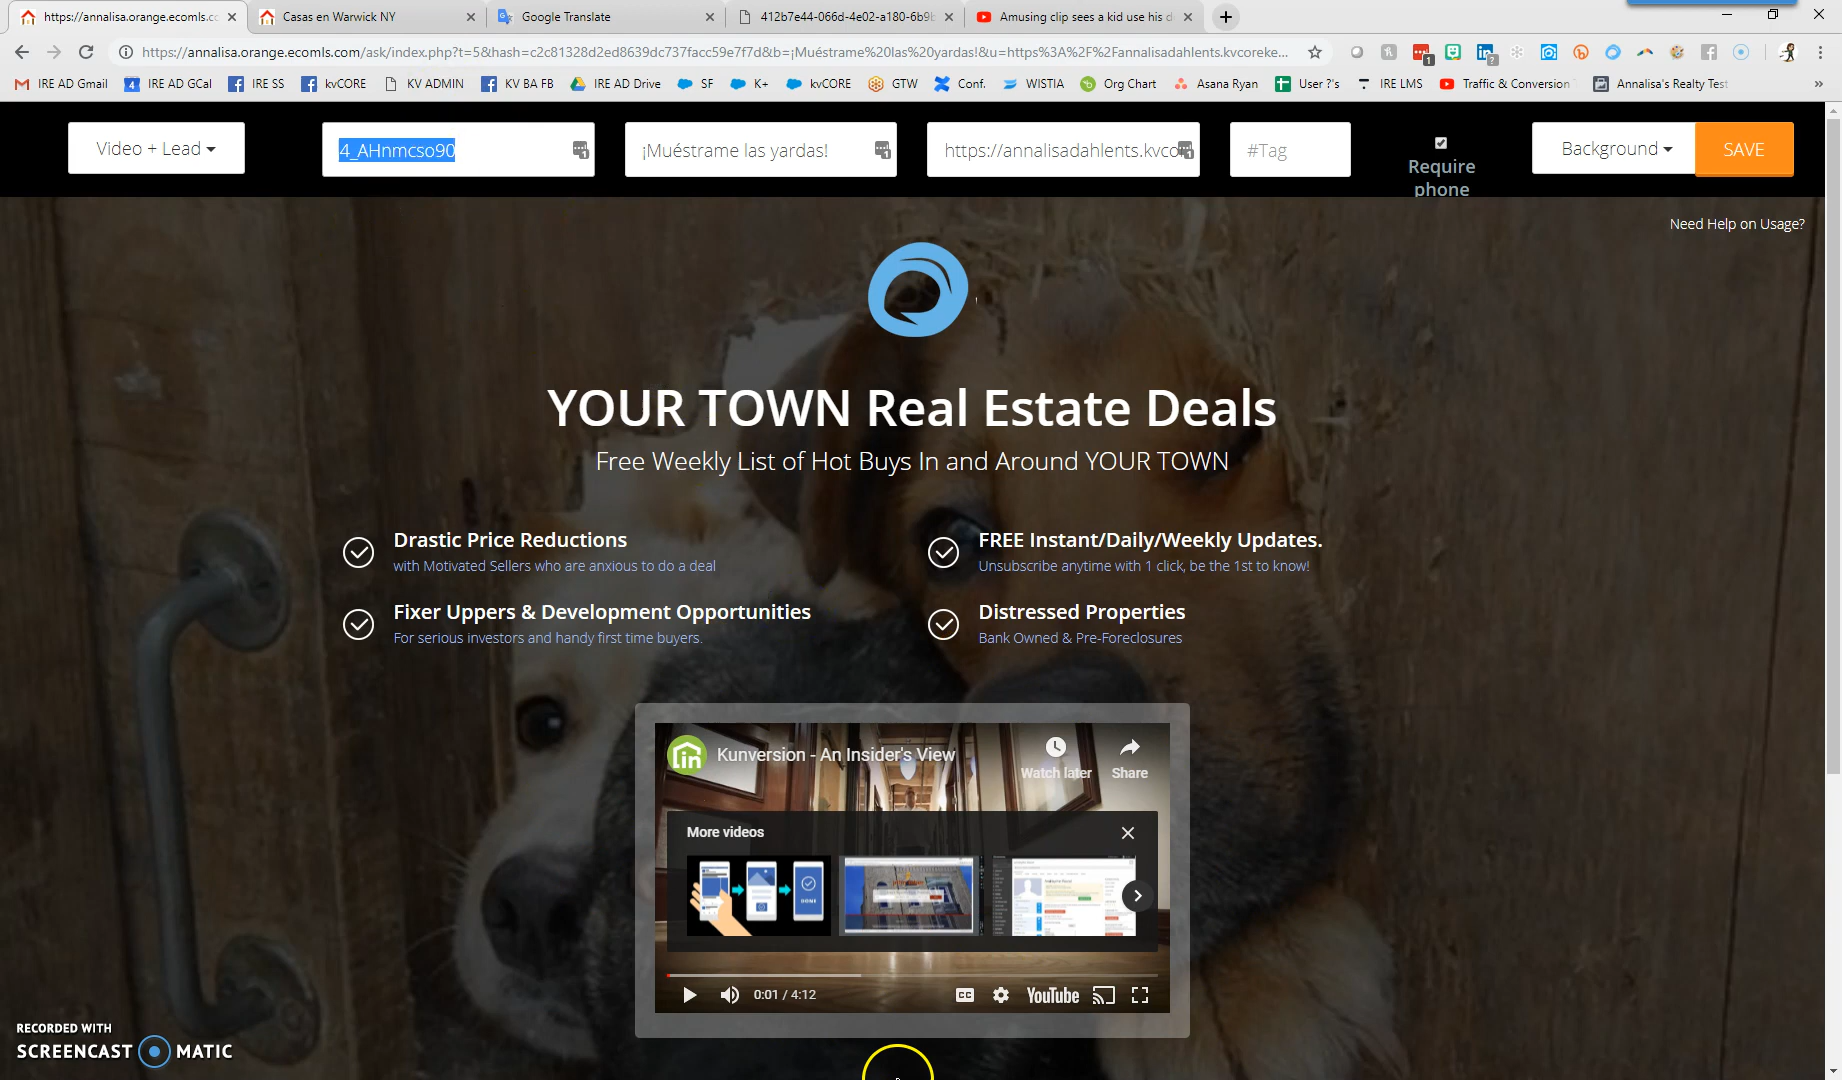 https://annalisa.orange.ecomls.cc
Casas en Warwick NY
Google Translate
412b7e44-066d-4e02-a180-6b9b
Amusing clip sees a kid use his d
https://annalisa.orange.ecomls.com/ask/index.php?t=5&hash=c2c81328d2ed8639dc737facc59e7f7d&b=¡Muéstrame%20las%20yardas!&u=https%3A%2F%2Fannalisadahlents.kvcoreke...
IRE AD Gmail
IRE AD GCal
IRE SS
kvCORE
KV ADMIN
KV BA FB
IRE AD Drive
SF
K+
kvCORE
GTW
Conf.
WISTIA
Org Chart
Asana Ryan
User ?'s
IRE LMS
Traffic & Conversion
Annalisa's Realty Test
»
Video + Lead
4_AHnmcso90
¡Muéstrame las yardas!
https://annalisadahlents.kvco
#Tag
Require
phone
Background
SAVE
Need Help on Usage?
YOUR TOWN Real Estate Deals
Free Weekly List of Hot Buys In and Around YOUR TOWN
Drastic Price Reductions
with Motivated Sellers who are anxious to do a deal
FREE Instant/Daily/Weekly Updates.
Unsubscribe anytime with 1 click, be the 1st to know!
Fixer Uppers & Development Opportunities
For serious investors and handy first time buyers.
Distressed Properties
Bank Owned & Pre-Foreclosures
in
Kunversion - An Insider's View
Watch later
Share
More videos
DONE
0:01 / 4:12
CC
YouTube
RECORDED WITH
SCREENCAST MATIC